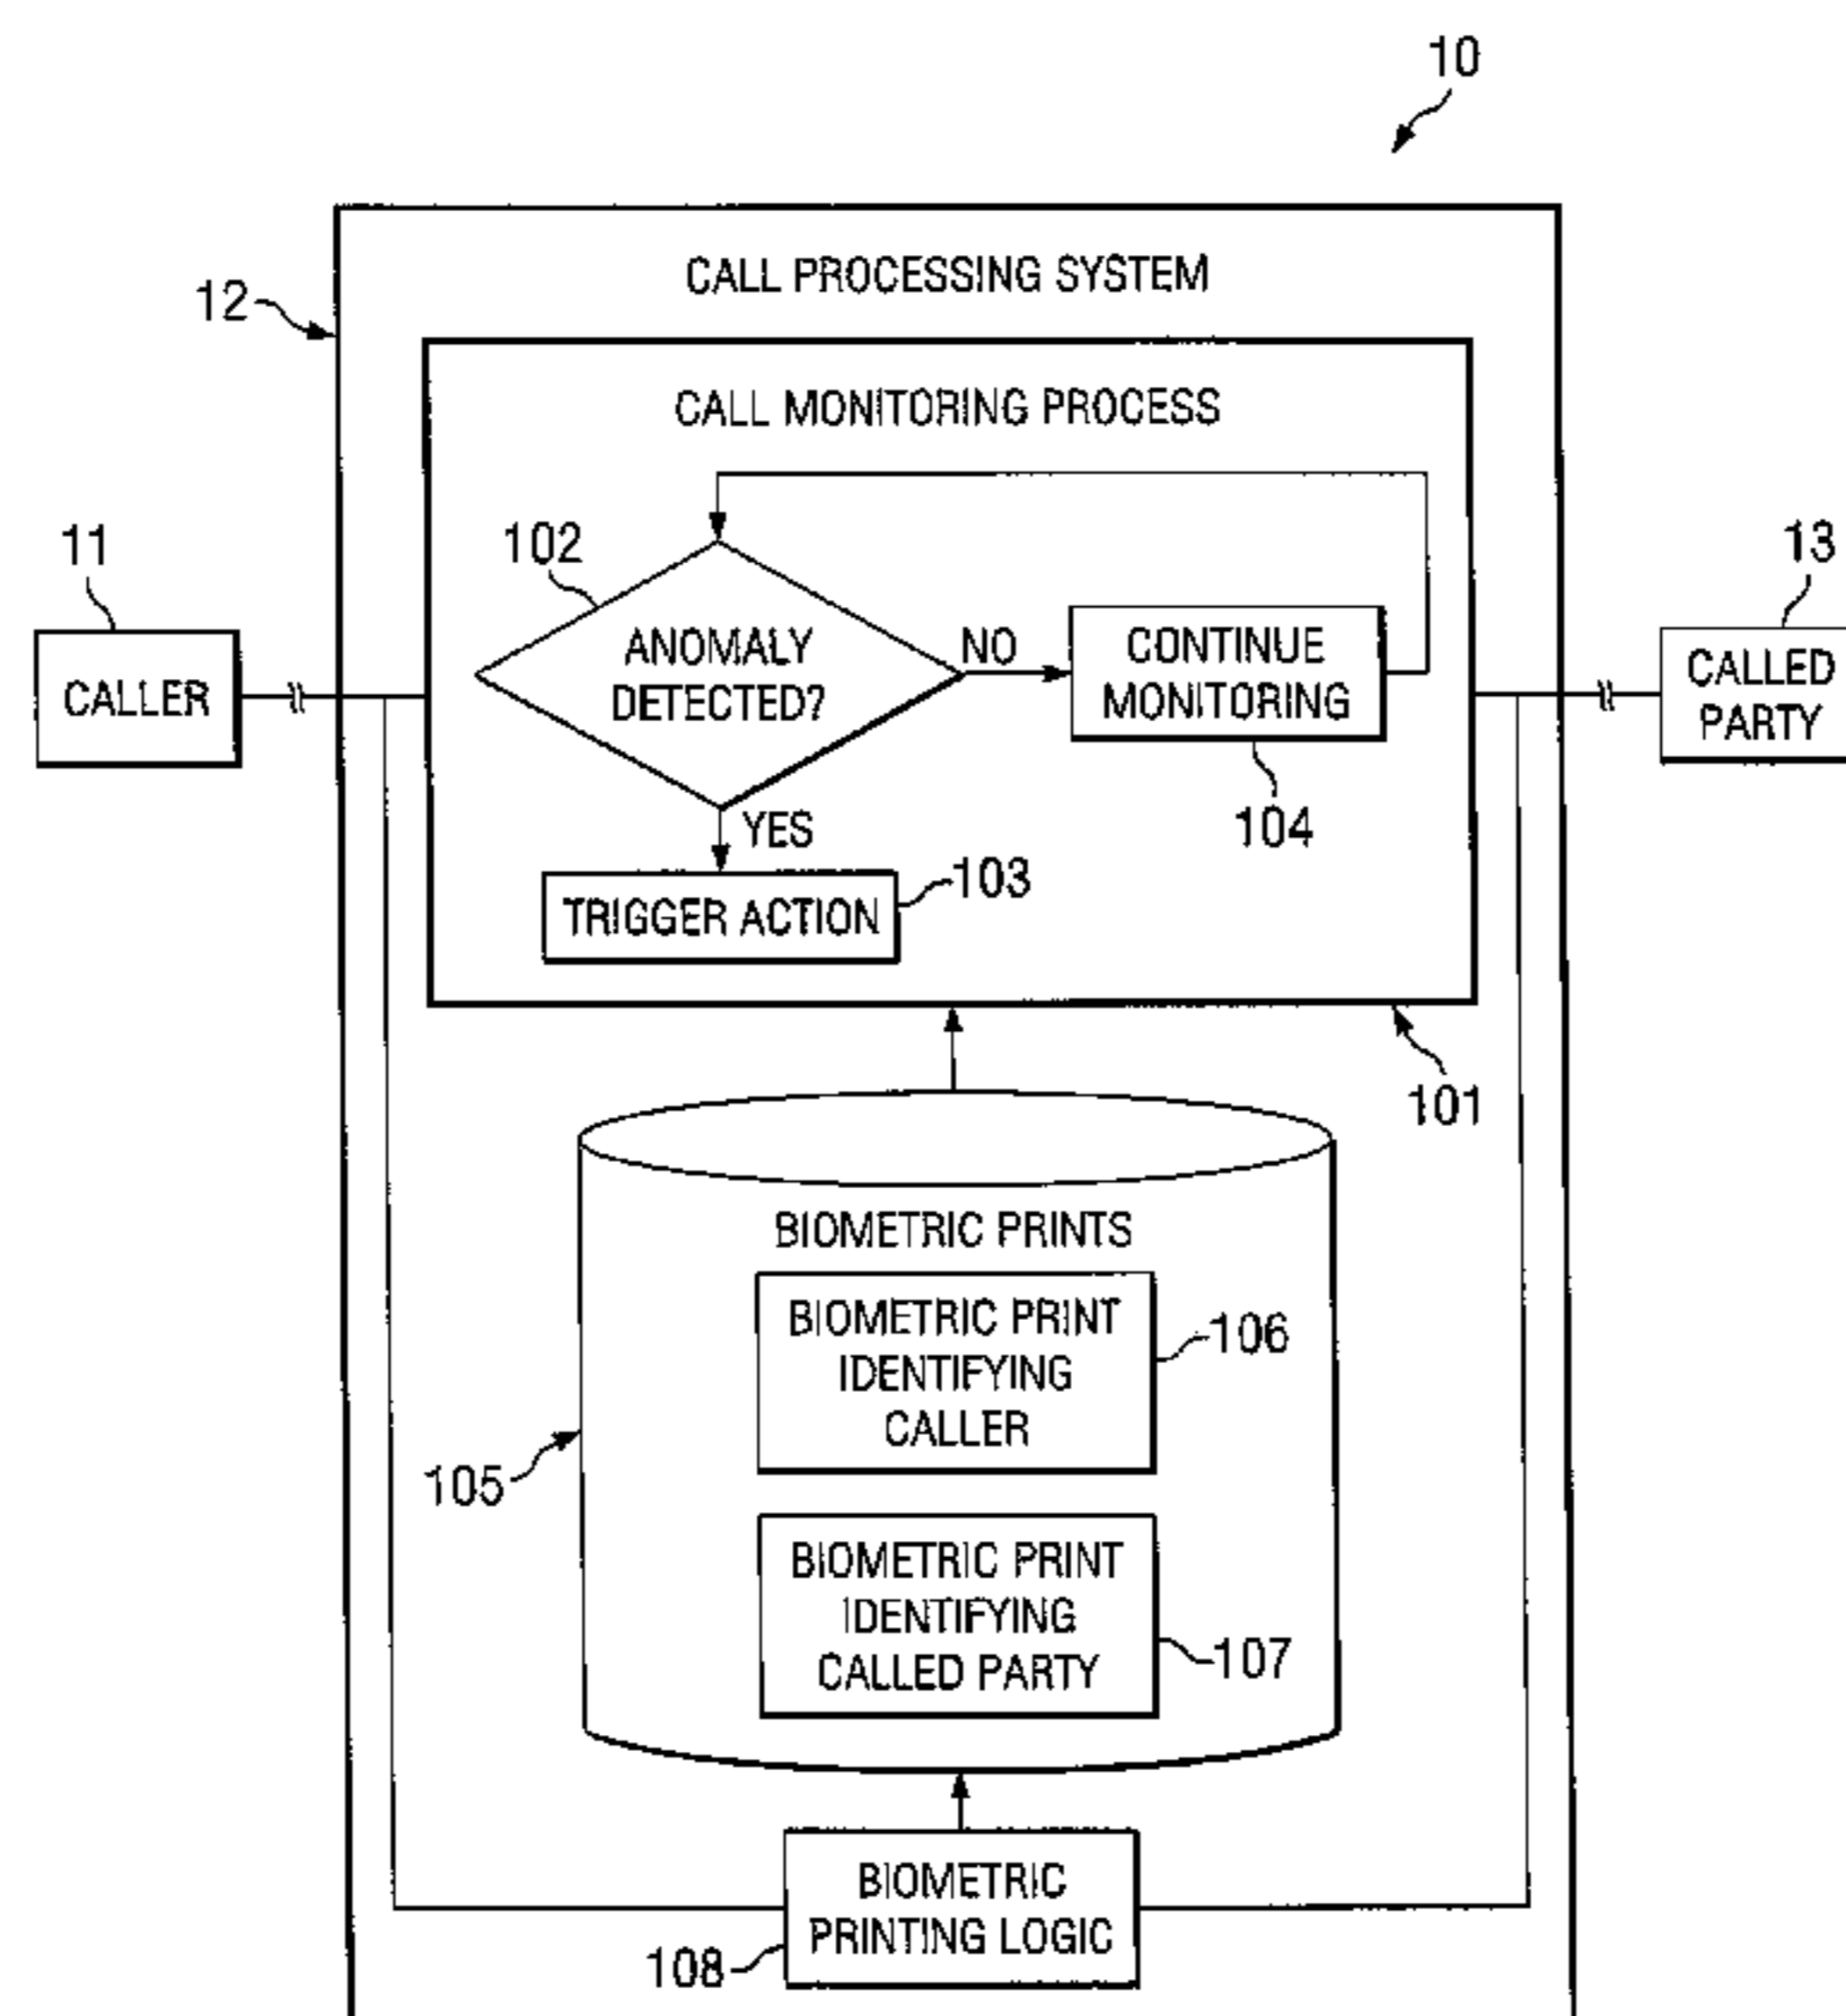 10
CALL PROCESSING SYSTEM
12
CALL MONITORING PROCESS
11
102
13
CALLER
ANOMALY
DETECTED?
NO
CONTINUE
MONITORING
CALLED
PARTY
104
YES
TRIGGER ACTION
103
101
BIOMETRIC PRINTS
BIOMETRIC PRINT
IDENTIFYING
CALLER
106
105
BIOMETRIC PRINT
IDENTIFYING
CALLED PARTY
107
BIOMETRIC
PRINTING LOGIC
108